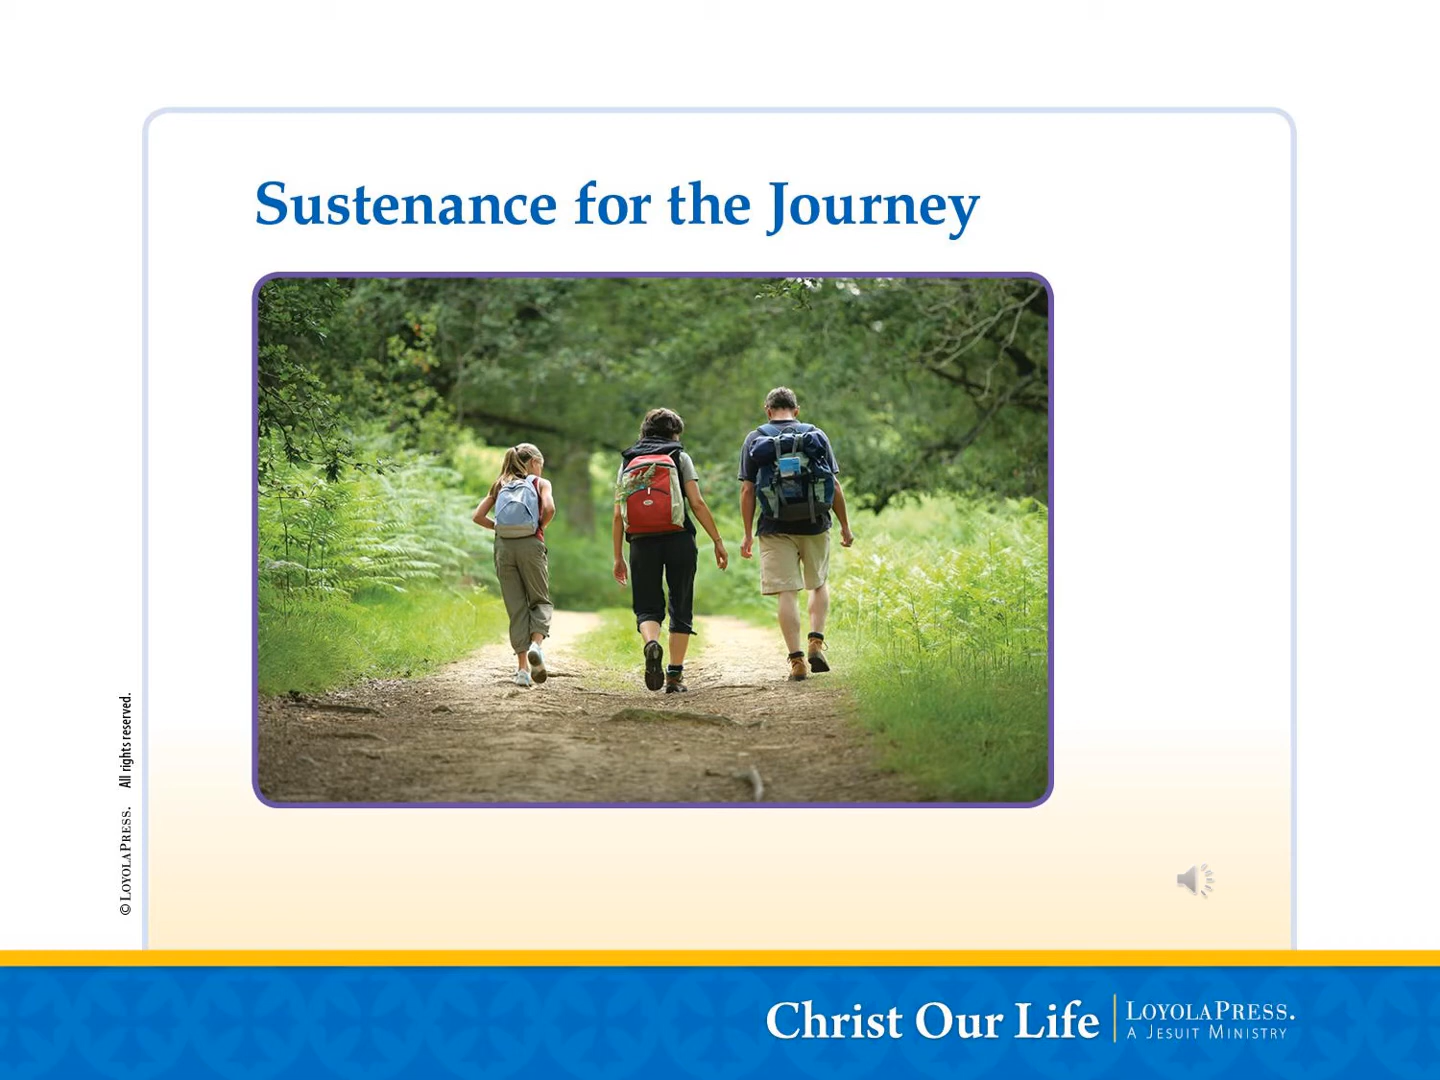 Sustenance for the Journey
© LOYOLAPRESS. All rights reserved.
Christ Our Life
LOYOLAPRESS.
A JESUIT MINISTRY